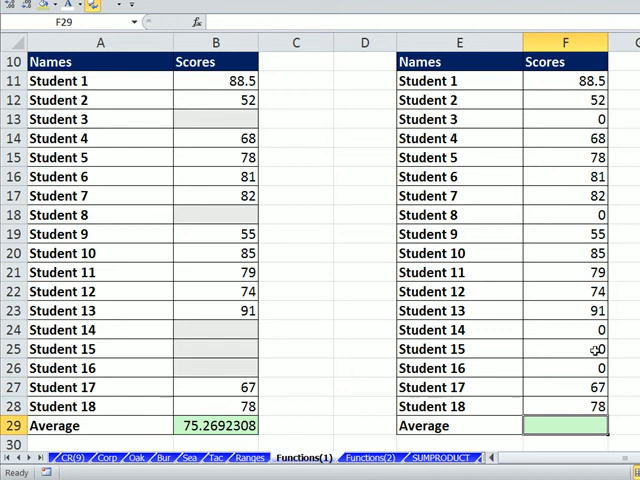 F29 fx
A B C D E F
10 Names Scores Names Scores
11 Student 1 88.5 Student 1 88.5
12 Student 2 52 Student 2 52
13 Student 3 Student 3 0
14 Student 4 68 Student 4 68
15 Student 5 78 Student 5 78
16 Student 6 81 Student 6 81
17 Student 7 82 Student 7 82
18 Student 8 Student 8 0
19 Student 9 55 Student 9 55
20 Student 10 85 Student 10 85
21 Student 11 79 Student 11 79
22 Student 12 74 Student 12 74
23 Student 13 91 Student 13 91
24 Student 14 Student 14 0
25 Student 15 Student 15 0
26 Student 16 Student 16 0
27 Student 17 67 Student 17 67
28 Student 18 78 Student 18 78
29 Average 75.2692308 Average
30
CR(9) Corp Oak Bur Sea Tac Ranges Functions(1) Functions(2) SUMPRODUCT
Ready